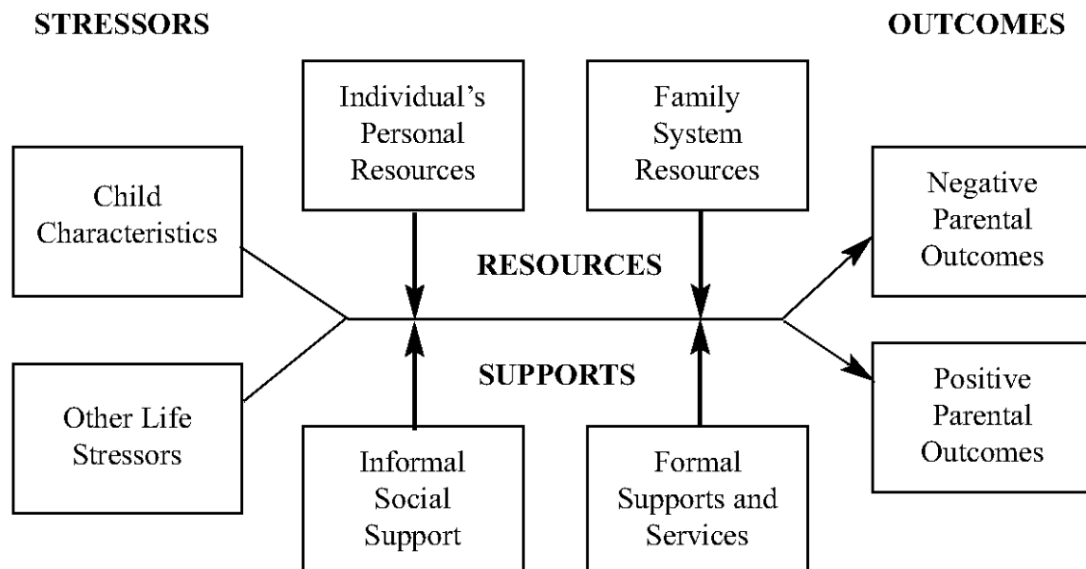 STRESSORS
OUTCOMES
Individual's
Personal
Resources
Family
System
Resources
Child
Characteristics
Negative
Parental
Outcomes
RESOURCES
SUPPORTS
Other Life
Stressors
Positive
Parental
Outcomes
Informal
Social
Support
Formal
Supports and
Services